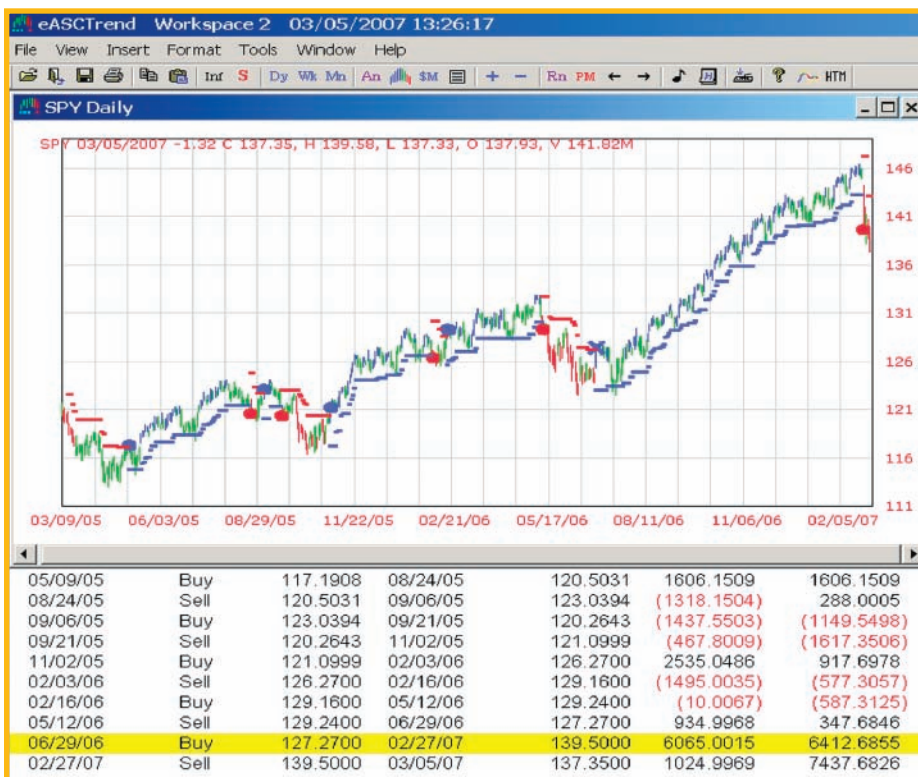 eASCTrend Workspace 2 03/05/2007 13:26:17
File View Insert Format Tools Window Help
Inf S Dy Wk Mn An $M + - Rn PM ← → H HTM
SPY Daily
SPY 03/05/2007 -1.32 C 137.35, H 139.58, L 137.33, O 137.93, V 141.82M
146
141
136
131
126
121
116
111
03/09/05 06/03/05 08/29/05 11/22/05 02/21/06 05/17/06 08/11/06 11/06/06 02/05/07
05/09/05 Buy 117.1908 08/24/05 120.5031 1606.1509 1606.1509
08/24/05 Sell 120.5031 09/06/05 123.0394 (1318.1504) 288.0005
09/06/05 Buy 123.0394 09/21/05 120.2643 (1437.5503) (1149.5498)
09/21/05 Sell 120.2643 11/02/05 121.0999 (467.8009) (1617.3506)
11/02/05 Buy 121.0999 02/03/06 126.2700 2535.0486 917.6978
02/03/06 Sell 126.2700 02/16/06 129.1600 (1495.0035) (577.3057)
02/16/06 Buy 129.1600 05/12/06 129.2400 (10.0067) (587.3125)
05/12/06 Sell 129.2400 06/29/06 127.2700 934.9968 347.6846
06/29/06 Buy 127.2700 02/27/07 139.5000 6065.0015 6412.6855
02/27/07 Sell 139.5000 03/05/07 137.3500 1024.9969 7437.6826